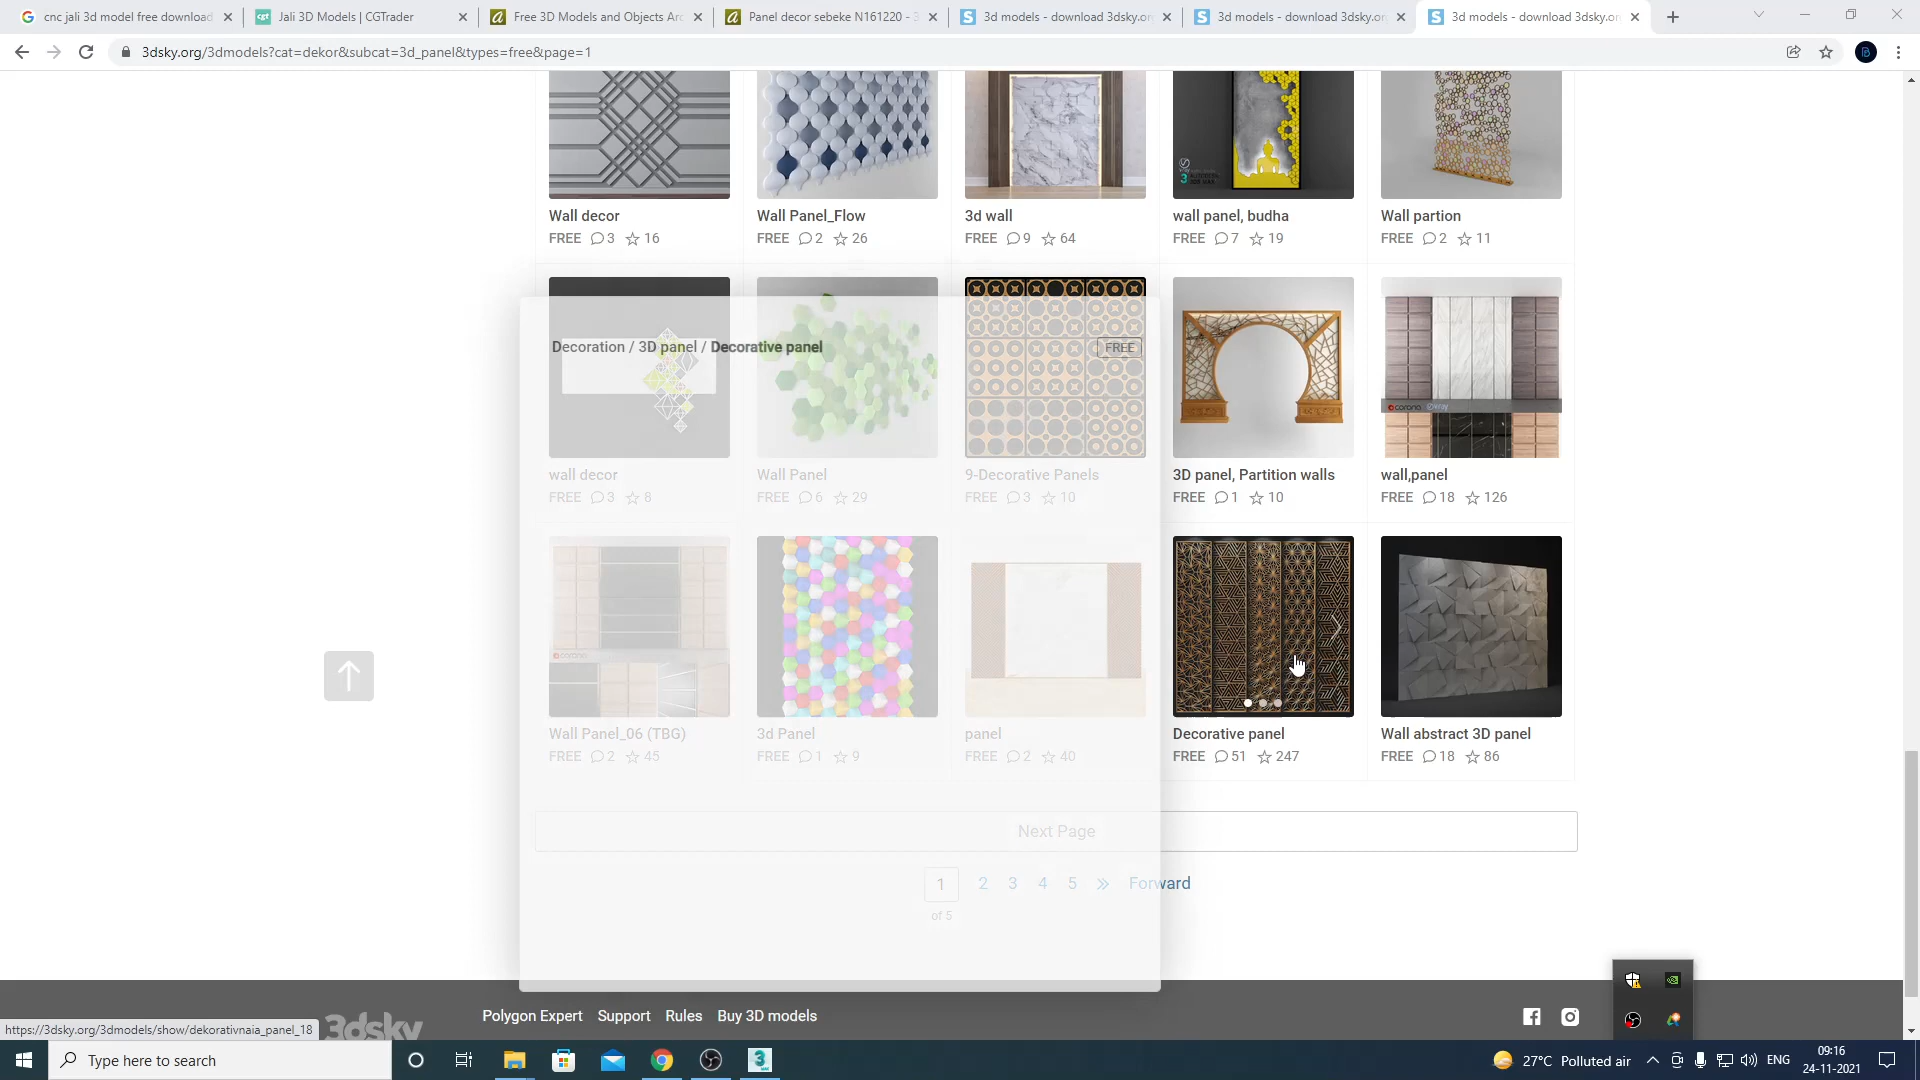 cnc jali 3d model free download
Jali 3D Models | CGTrader
Free 3D Models and Objects Arc
Panel decor sebeke N161220 - 3
3d models - download 3dsky.or
3d models - download 3dsky.or
3d models - download 3dsky.or
3dsky.org/3dmodels?cat=dekor&subcat=3d_panel&types=free&page=1
Wall decor
FREE 3 16
Wall Panel_Flow
FREE 2 26
3d wall
FREE 9 64
wall panel, budha
FREE 7 19
Wall partion
FREE 2 11
Decoration / 3D panel / Decorative panel
FREE
wall decor
FREE 3 8
Wall Panel
FREE 6 29
9-Decorative Panels
FREE 3 10
3D panel, Partition walls
FREE 1 10
wall,panel
FREE 18 126
Wall Panel_06 (TBG)
FREE 2 45
3d Panel
FREE 1 9
panel
FREE 2 40
Decorative panel
FREE 51 247
Wall abstract 3D panel
FREE 18 86
Next Page
1 2 3 4 5 » Forward
of 5
3dsky
Polygon Expert Support Rules Buy 3D models
https://3dsky.org/3dmodels/show/dekorativnaia_panel_18
Type here to search
27°C Polluted air
ENG
09:16
24-11-2021